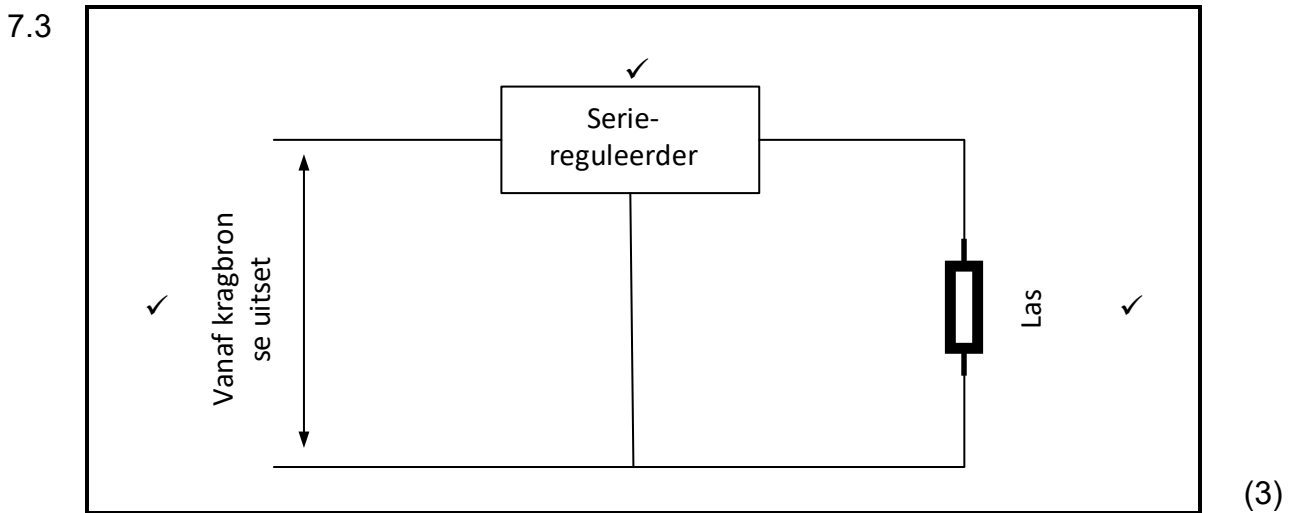 7.3
✓
Serie-
reguleerder
✓
Vanaf kragbron
se uitset
Las
✓
(3)